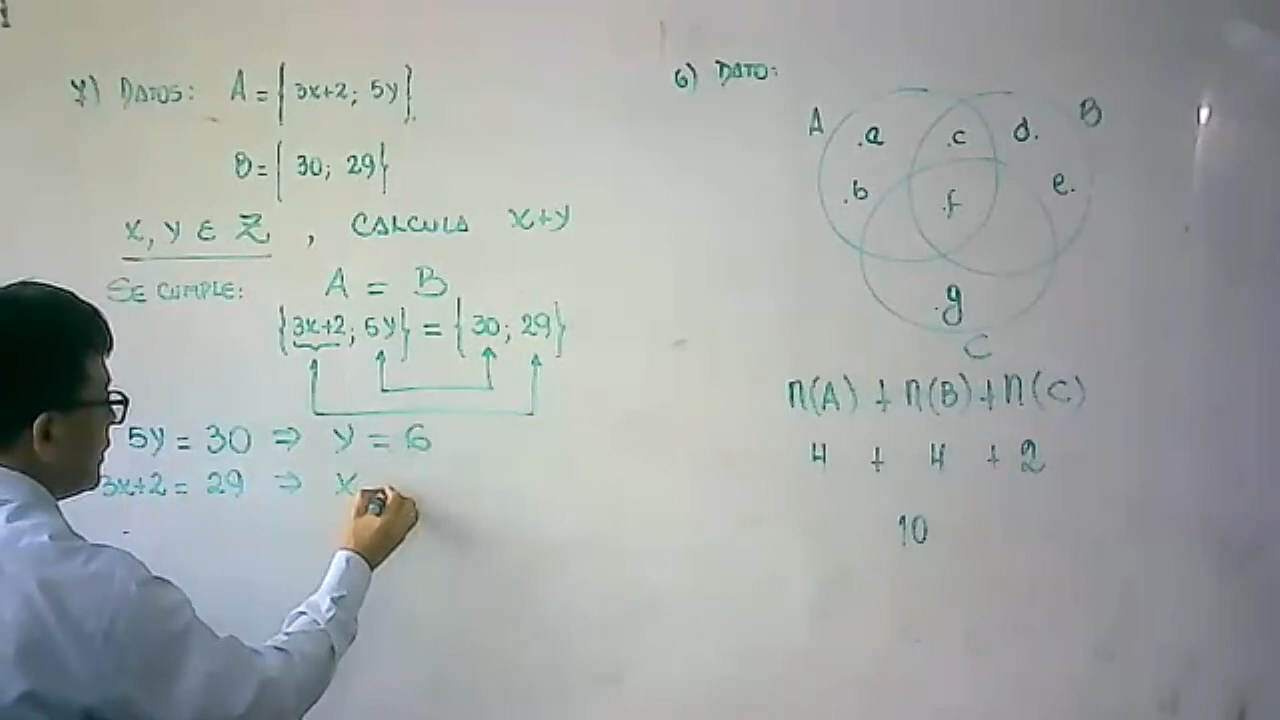 7) DATOS: A = { 3x+2; 5y }
B = { 30; 29 }
x, y ∈ Z , CALCULA x+y
SE CUMPLE: A = B
{ 3x+2; 5y } = { 30; 29 }
5y = 30 ⇒ y = 6
3x+2 = 29 ⇒ x
6) DATO:
A B
.a .c d.
.b .f e.
.g
C
n(A) + n(B) + n(C)
4 + 4 + 2
10